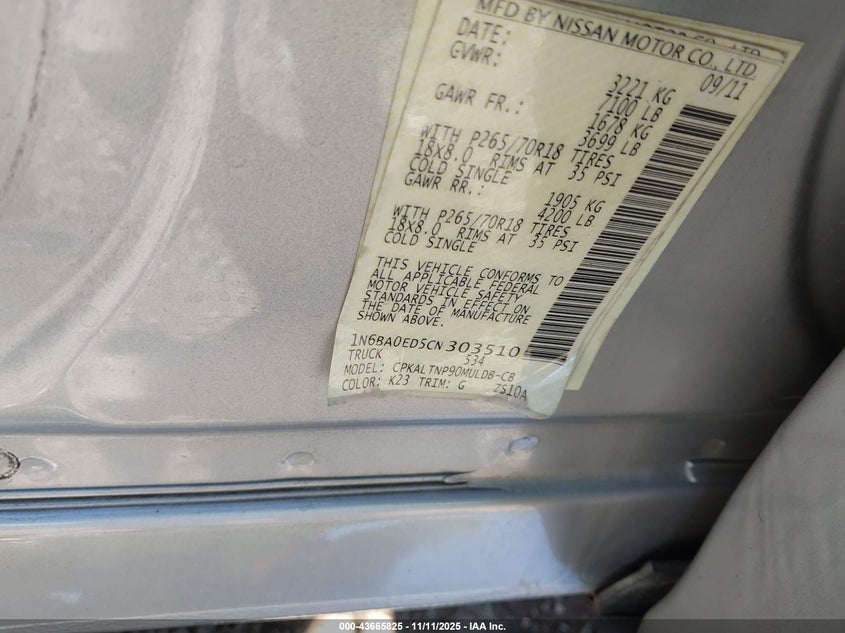 MFD BY NISSAN MOTOR CO., LTD.
DATE: 09/11
GVWR: 3221 KG
7100 LB
GAWR FR.: 1678 KG
3699 LB
WITH P265/70R18 TIRES
18X8.0 RIMS AT 35 PSI
COLD SINGLE
GAWR RR.: 1905 KG
4200 LB
WITH P265/70R18 TIRES
18X8.0 RIMS AT 35 PSI
COLD SINGLE
THIS VEHICLE CONFORMS TO
ALL APPLICABLE FEDERAL
MOTOR VEHICLE SAFETY
STANDARDS IN EFFECT ON
THE DATE OF MANUFACTURE
SHOWN ABOVE.
1N6BA0ED5CN303510
TRUCK 534
MODEL: CPKALTNP90MULDB-CB
COLOR: K23 TRIM: G ZS10A
000-43665825 - 11/11/2025 - IAA Inc.